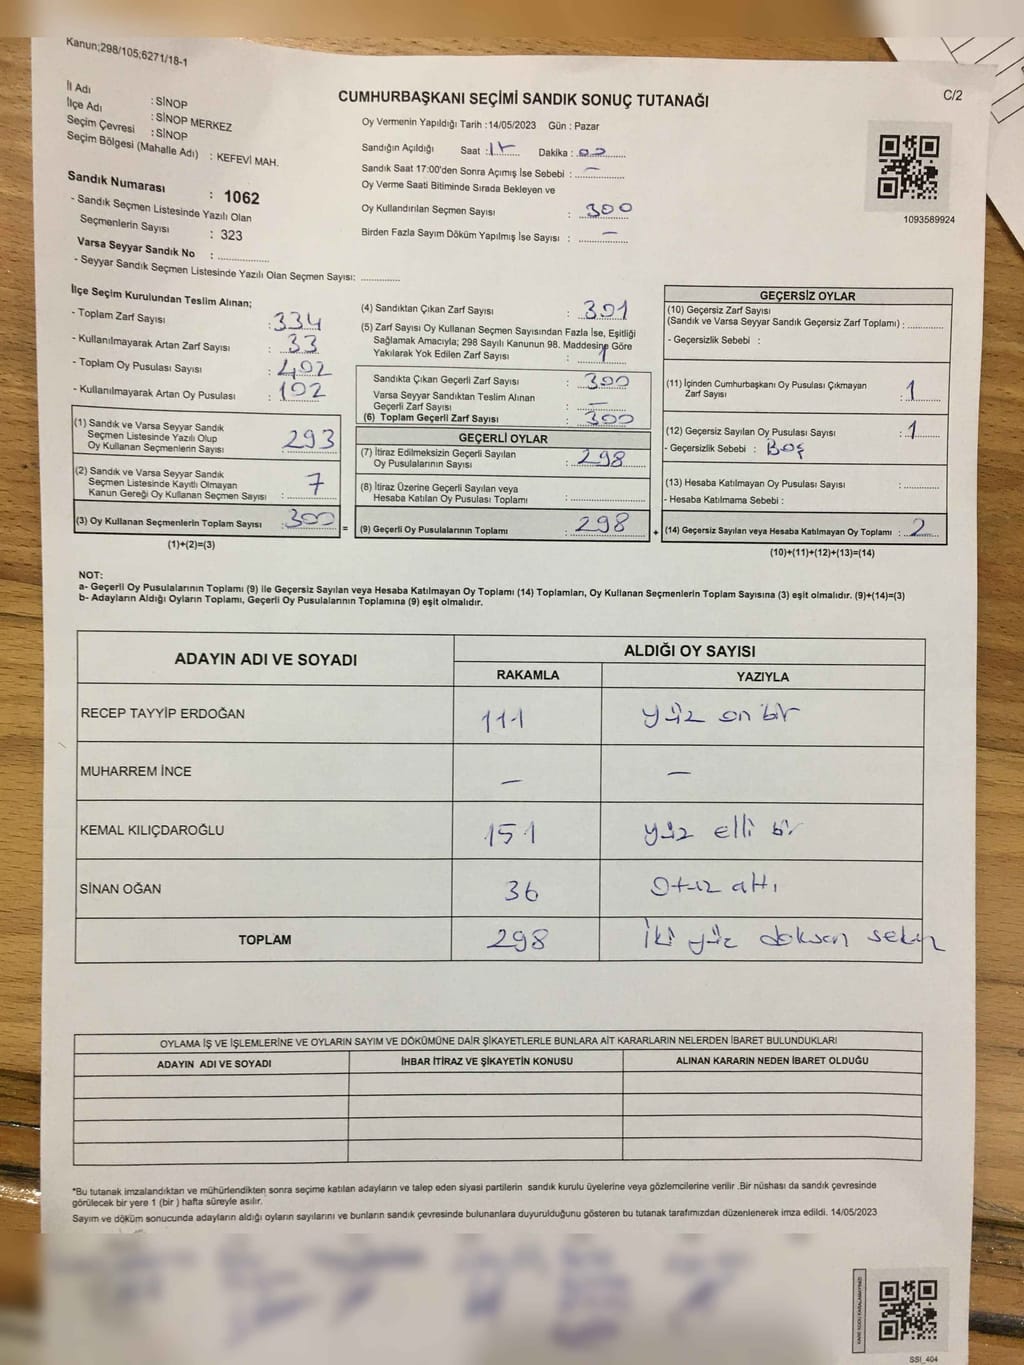 Kanun;298/105;6271/18-1
C/2
CUMHURBAŞKANI SEÇİMİ SANDIK SONUÇ TUTANAĞI
İl Adı : SİNOP
İlçe Adı : SİNOP MERKEZ
Seçim Çevresi : SİNOP
Seçim Bölgesi (Mahalle Adı) : KEFEVİ MAH.
Sandık Numarası : 1062
- Sandık Seçmen Listesinde Yazılı Olan
Seçmenlerin Sayısı : 323
Varsa Seyyar Sandık No : ................
- Seyyar Sandık Seçmen Listesinde Yazılı Olan Seçmen Sayısı: ............
Oy Vermenin Yapıldığı Tarih :14/05/2023 Gün : Pazar
Sandığın Açıldığı Saat : Dakika : 00
Sandık Saat 17:00'den Sonra Açımış İse Sebebi : —
Oy Verme Saati Bitiminde Sırada Bekleyen ve
Oy Kullandırılan Seçmen Sayısı : 300
Birden Fazla Sayım Döküm Yapılmış İse Sayısı : —
1093589924
İlçe Seçim Kurulundan Teslim Alınan;
- Toplam Zarf Sayısı : 334
- Kullanılmayarak Artan Zarf Sayısı : 33
- Toplam Oy Pusulası Sayısı : 402
- Kullanılmayarak Artan Oy Pusulası : 102
(1) Sandık ve Varsa Seyyar Sandık
Seçmen Listesinde Yazılı Olup
Oy Kullanan Seçmenlerin Sayısı : 293
(2) Sandık ve Varsa Seyyar Sandık
Seçmen Listesinde Kayıtlı Olmayan
Kanun Gereği Oy Kullanan Seçmen Sayısı : 7
(3) Oy Kullanan Seçmenlerin Toplam Sayısı : 300 =
(1)+(2)=(3)
(4) Sandıktan Çıkan Zarf Sayısı : 301
(5) Zarf Sayısı Oy Kullanan Seçmen Sayısından Fazla İse, Eşitliği
Sağlamak Amacıyla; 298 Sayılı Kanunun 98. Maddesine Göre
Yakılarak Yok Edilen Zarf Sayısı : 1
Sandıkta Çıkan Geçerli Zarf Sayısı : 300
Varsa Seyyar Sandıktan Teslim Alınan
Geçerli Zarf Sayısı : —
(6) Toplam Geçerli Zarf Sayısı : 300
GEÇERLİ OYLAR
(7) İtiraz Edilmeksizin Geçerli Sayılan
Oy Pusulalarının Sayısı : 298
(8) İtiraz Üzerine Geçerli Sayılan veya
Hesaba Katılan Oy Pusulası Toplamı : ................
(9) Geçerli Oy Pusulalarının Toplamı : 298 +
GEÇERSİZ OYLAR
(10) Geçersiz Zarf Sayısı
(Sandık ve Varsa Seyyar Sandık Geçersiz Zarf Toplamı) : ............
- Geçersizlik Sebebi :
(11) İçinden Cumhurbaşkanı Oy Pusulası Çıkmayan
Zarf Sayısı : 1
(12) Geçersiz Sayılan Oy Pusulası Sayısı : 1
- Geçersizlik Sebebi : Boş
(13) Hesaba Katılmayan Oy Pusulası Sayısı : ............
- Hesaba Katılmama Sebebi :
(14) Geçersiz Sayılan veya Hesaba Katılmayan Oy Toplamı : 2
(10)+(11)+(12)+(13)=(14)
NOT:
a- Geçerli Oy Pusulalarının Toplamı (9) ile Geçersiz Sayılan veya Hesaba Katılmayan Oy Toplamı (14) Toplamları, Oy Kullanan Seçmenlerin Toplam Sayısına (3) eşit olmalıdır. (9)+(14)=(3)
b- Adayların Aldığı Oyların Toplamı, Geçerli Oy Pusulalarının Toplamına (9) eşit olmalıdır.
ADAYIN ADI VE SOYADI ALDIĞI OY SAYISI
RAKAMLA YAZIYLA
RECEP TAYYİP ERDOĞAN 111 yüz on bir
MUHARREM İNCE — —
KEMAL KILIÇDAROĞLU 151 yüz elli bir
SİNAN OĞAN 36 Otuz altı
TOPLAM 298 İki yüz doksan sekiz
OYLAMA İŞ VE İŞLEMLERİNE VE OYLARIN SAYIM VE DÖKÜMÜNE DAİR ŞİKAYETLERLE BUNLARA AİT KARARLARIN NELERDEN İBARET BULUNDUKLARI
ADAYIN ADI VE SOYADI İHBAR İTİRAZ VE ŞİKAYETİN KONUSU ALINAN KARARIN NEDEN İBARET OLDUĞU
*Bu tutanak imzalandıktan ve mühürlendikten sonra seçime katılan adayların ve talep eden siyasi partilerin sandık kurulu üyelerine veya gözlemcilerine verilir .Bir nüshası da sandık çevresinde
görülecek bir yere 1 (bir ) hafta süreyle asılır.
Sayım ve döküm sonucunda adayların aldığı oyların sayılarını ve bunların sandık çevresinde bulunanlara duyurulduğunu gösteren bu tutanak tarafımızdan düzenlenerek imza edildi. 14/05/2023
SSI_404